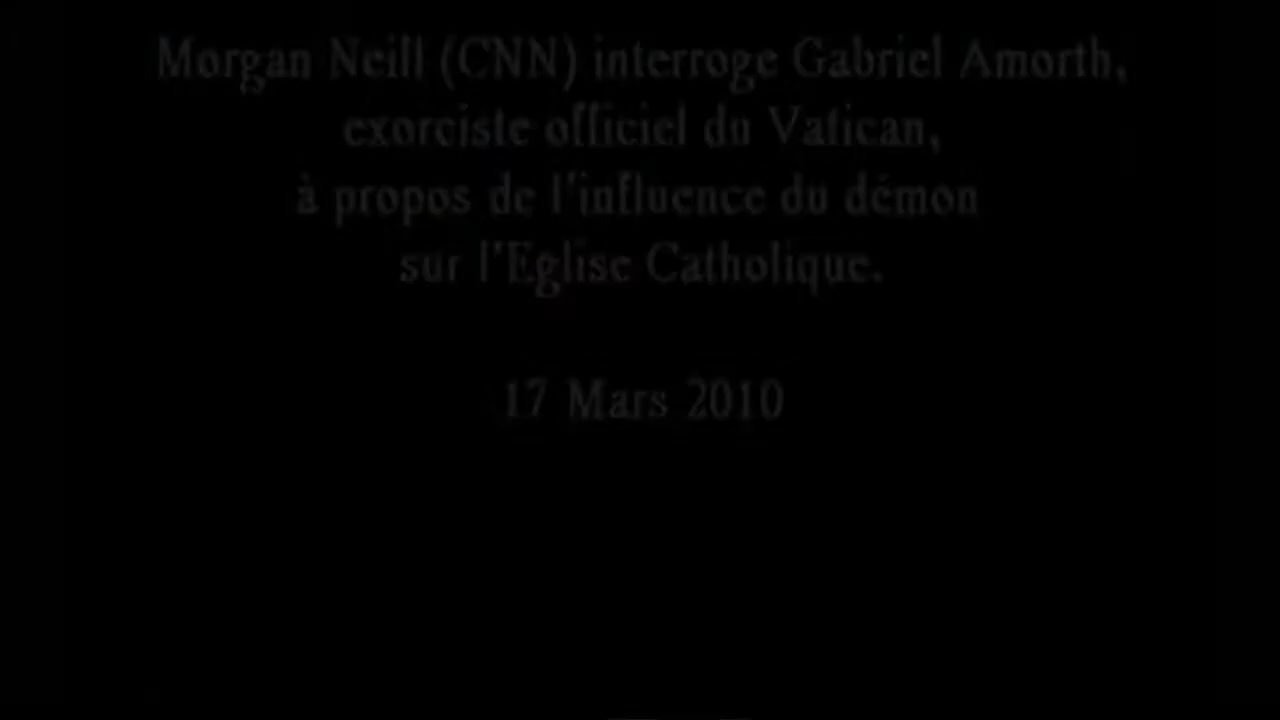 Morgan Neill (CNN) interroge Gabriel Amorth,
exorciste officiel du Vatican,
à propos de l'influence du démon
sur l'Eglise Catholique.
17 Mars 2010